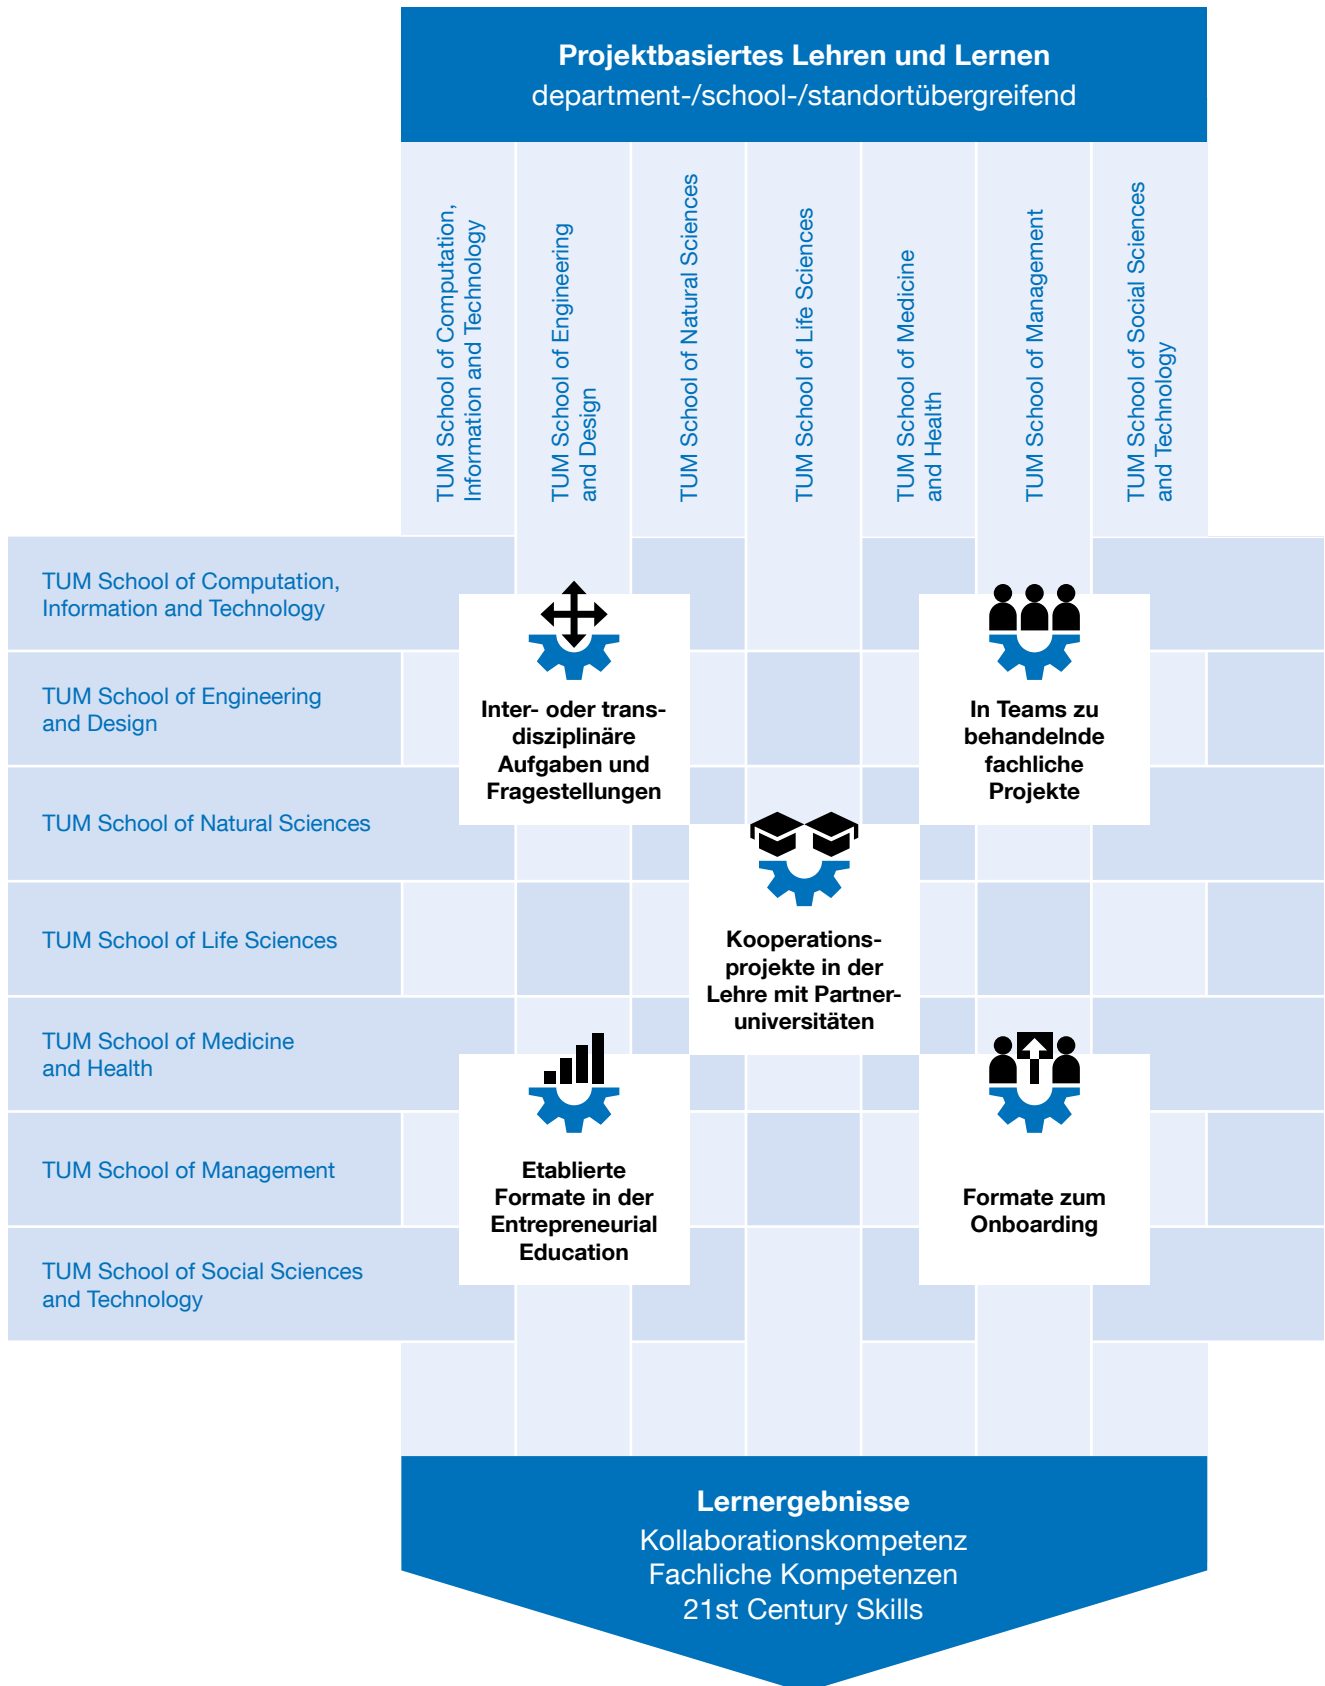 Projektbasiertes Lehren und Lernen
department-/school-/standortübergreifend
TUM School of Computation,
Information and Technology
TUM School of Engineering
and Design
TUM School of Natural Sciences
TUM School of Life Sciences
TUM School of Medicine
and Health
TUM School of Management
TUM School of Social Sciences
and Technology
TUM School of Computation,
Information and Technology
TUM School of Engineering
and Design
TUM School of Natural Sciences
TUM School of Life Sciences
TUM School of Medicine
and Health
TUM School of Management
TUM School of Social Sciences
and Technology
Inter- oder trans-
disziplinäre
Aufgaben und
Fragestellungen
In Teams zu
behandelnde
fachliche
Projekte
Kooperations-
projekte in der
Lehre mit Partner-
universitäten
Etablierte
Formate in der
Entrepreneurial
Education
Formate zum
Onboarding
Lernergebnisse
Kollaborationskompetenz
Fachliche Kompetenzen
21st Century Skills